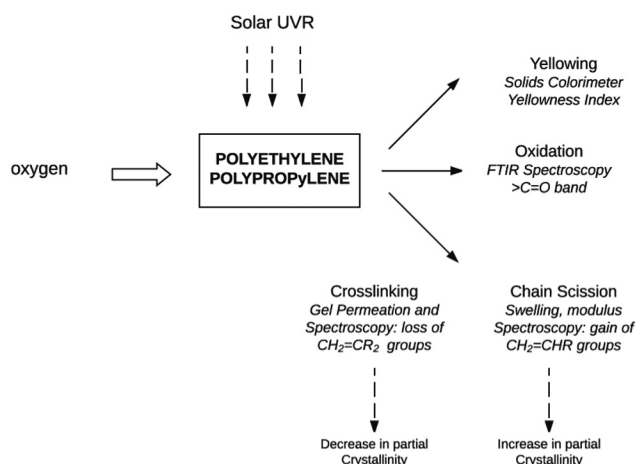 Solar UVR
oxygen
POLYETHYLENE
POLYPROPyLENE
Yellowing
Solids Colorimeter
Yellowness Index
Oxidation
FTIR Spectroscopy
>C=O band
Crosslinking
Gel Permeation and
Spectroscopy: loss of
CH₂=CR₂ groups
Chain Scission
Swelling, modulus
Spectroscopy: gain of
CH₂=CHR groups
Decrease in partial
Crystallinity
Increase in partial
Crystallinity